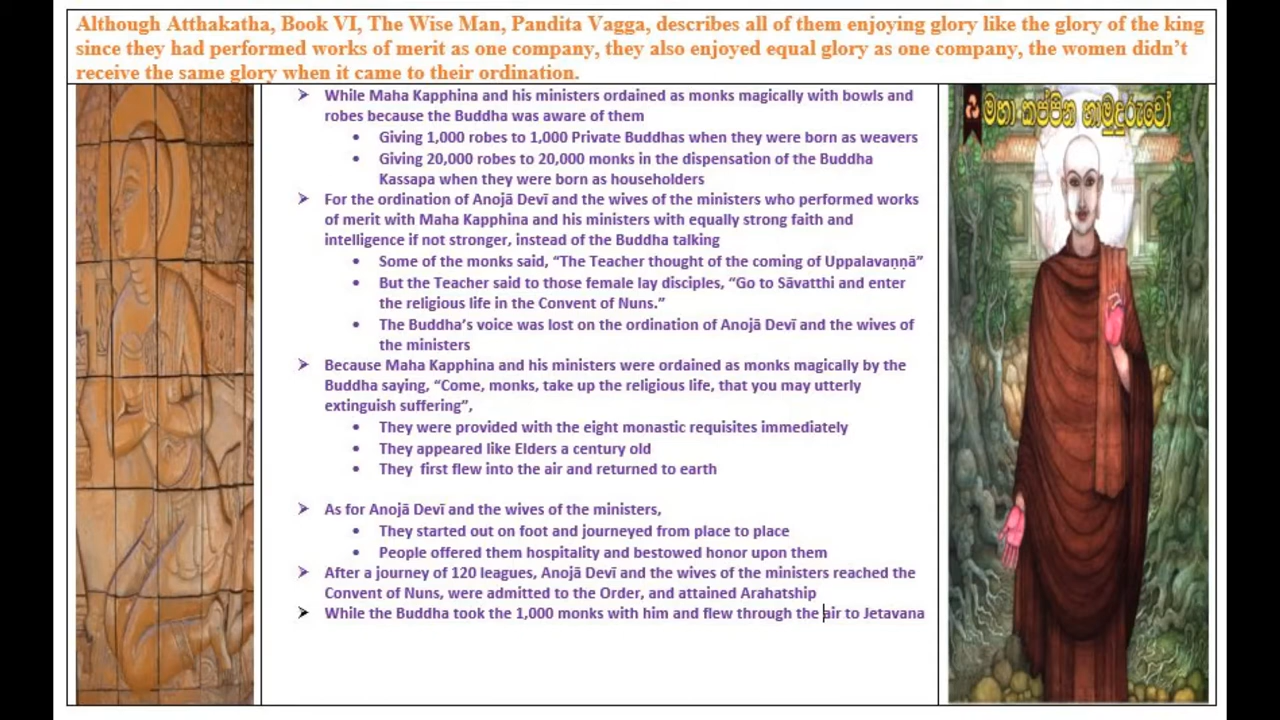 Although Atthakatha, Book VI, The Wise Man, Pandita Vagga, describes all of them enjoying glory like the glory of the king
since they had performed works of merit as one company, they also enjoyed equal glory as one company, the women didn't
receive the same glory when it came to their ordination.
➢ While Maha Kapphina and his ministers ordained as monks magically with bowls and
robes because the Buddha was aware of them
• Giving 1,000 robes to 1,000 Private Buddhas when they were born as weavers
• Giving 20,000 robes to 20,000 monks in the dispensation of the Buddha
Kassapa when they were born as householders
➢ For the ordination of Anojā Devī and the wives of the ministers who performed works
of merit with Maha Kapphina and his ministers with equally strong faith and
intelligence if not stronger, instead of the Buddha talking
• Some of the monks said, "The Teacher thought of the coming of Uppalavaṇṇā"
• But the Teacher said to those female lay disciples, "Go to Sāvatthi and enter
the religious life in the Convent of Nuns."
• The Buddha's voice was lost on the ordination of Anojā Devī and the wives of
the ministers
➢ Because Maha Kapphina and his ministers were ordained as monks magically by the
Buddha saying, "Come, monks, take up the religious life, that you may utterly
extinguish suffering",
• They were provided with the eight monastic requisites immediately
• They appeared like Elders a century old
• They first flew into the air and returned to earth
➢ As for Anojā Devī and the wives of the ministers,
• They started out on foot and journeyed from place to place
• People offered them hospitality and bestowed honor upon them
➢ After a journey of 120 leagues, Anojā Devī and the wives of the ministers reached the
Convent of Nuns, were admitted to the Order, and attained Arahatship
➢ While the Buddha took the 1,000 monks with him and flew through the air to Jetavana
මහා කප්පින හාමුදුරුවෝ